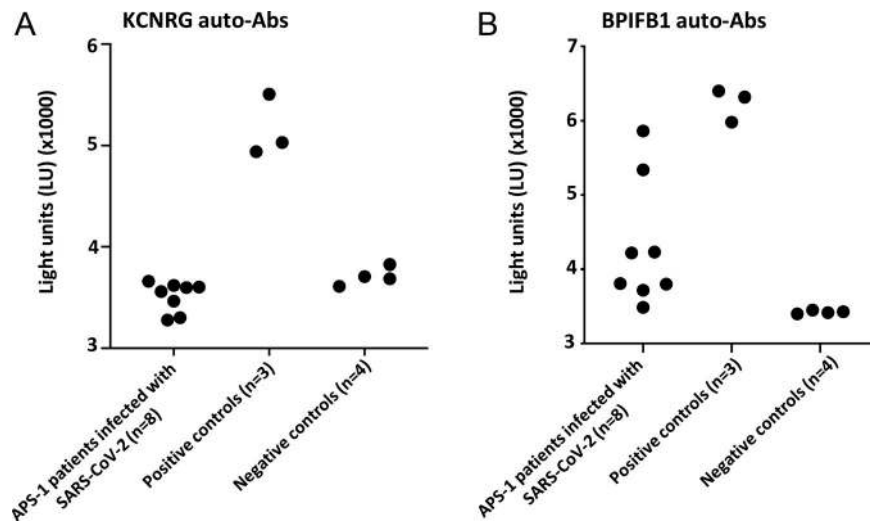 A
KCNRG auto-Abs
Light units (LU) (x1000)
6
5
4
3
APS-1 patients infected with
SARS-CoV-2 (n=8)
Positive controls (n=3)
Negative controls (n=4)
B
BPIFB1 auto-Abs
Light units (LU) (x1000)
7
6
5
4
3
APS-1 patients infected with
SARS-CoV-2 (n=8)
Positive controls (n=3)
Negative controls (n=4)